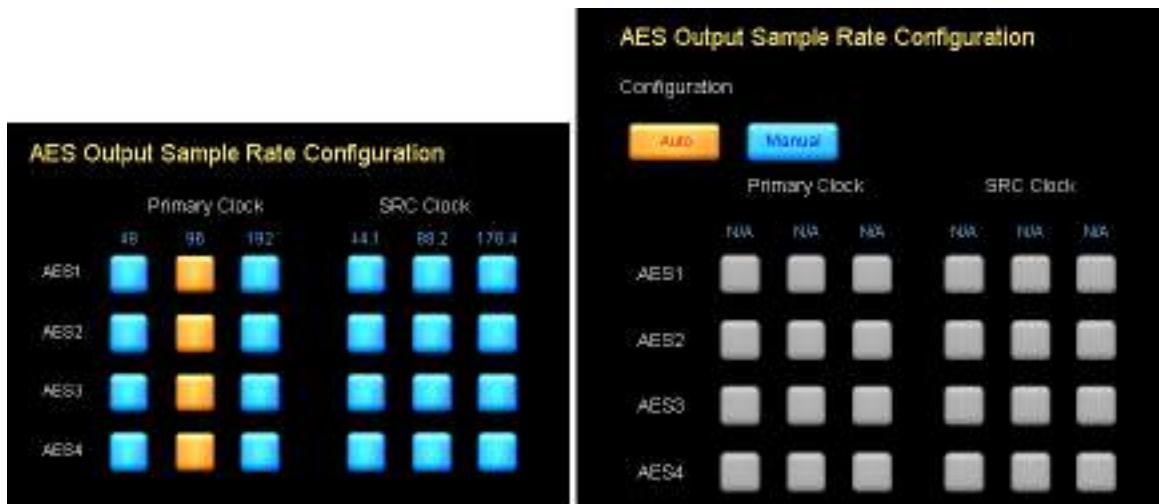 AES Output Sample Rate Configuration
Primary Clock SRC Clock
48 96 192 44.1 88.2 176.4
AES1
AES2
AES3
AES4
AES Output Sample Rate Configuration
Configuration
Auto Manual
Primary Clock SRC Clock
N/A N/A N/A N/A N/A N/A
AES1
AES2
AES3
AES4